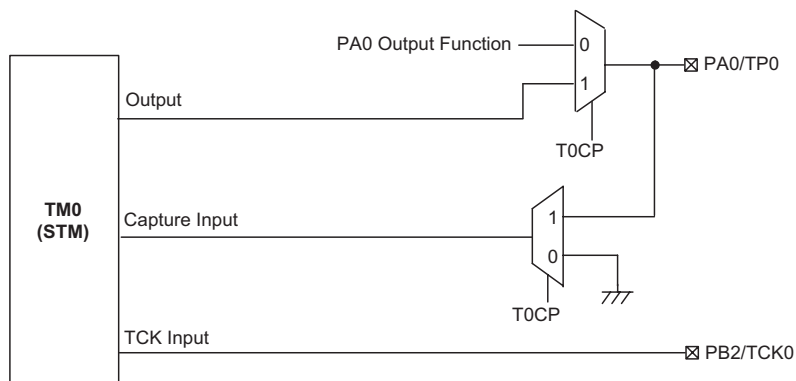 PA0 Output Function
0
PA0/TP0
1
Output
T0CP
TM0
(STM)
Capture Input
1
0
T0CP
TCK Input
PB2/TCK0